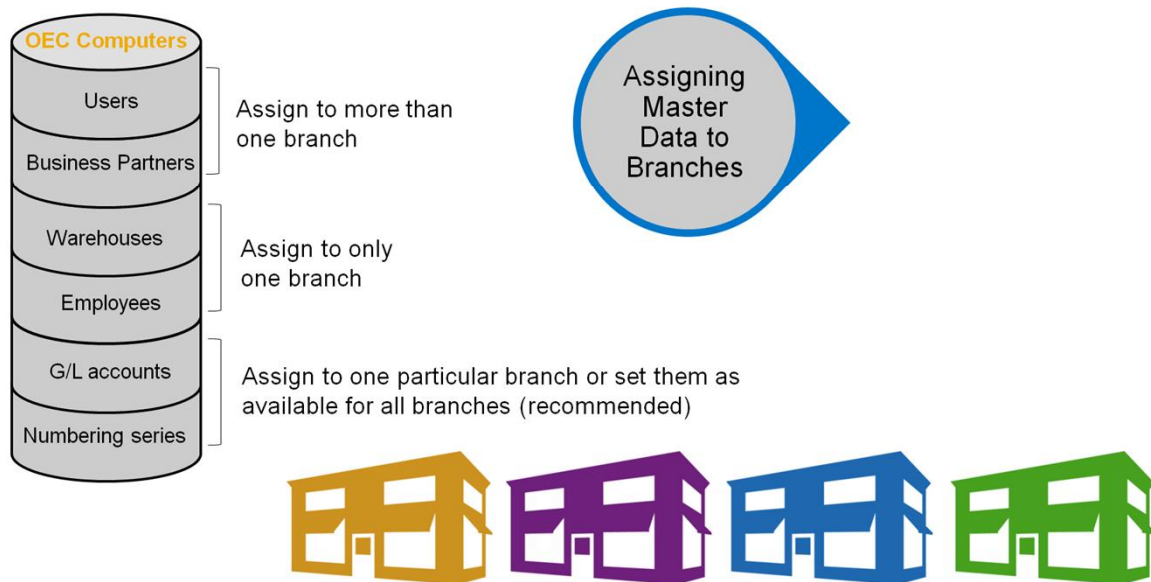 OEC Computers
Users
Business Partners
Warehouses
Employees
G/L accounts
Numbering series
Assign to more than
one branch
Assign to only
one branch
Assign to one particular branch or set them as
available for all branches (recommended)
Assigning
Master
Data to
Branches